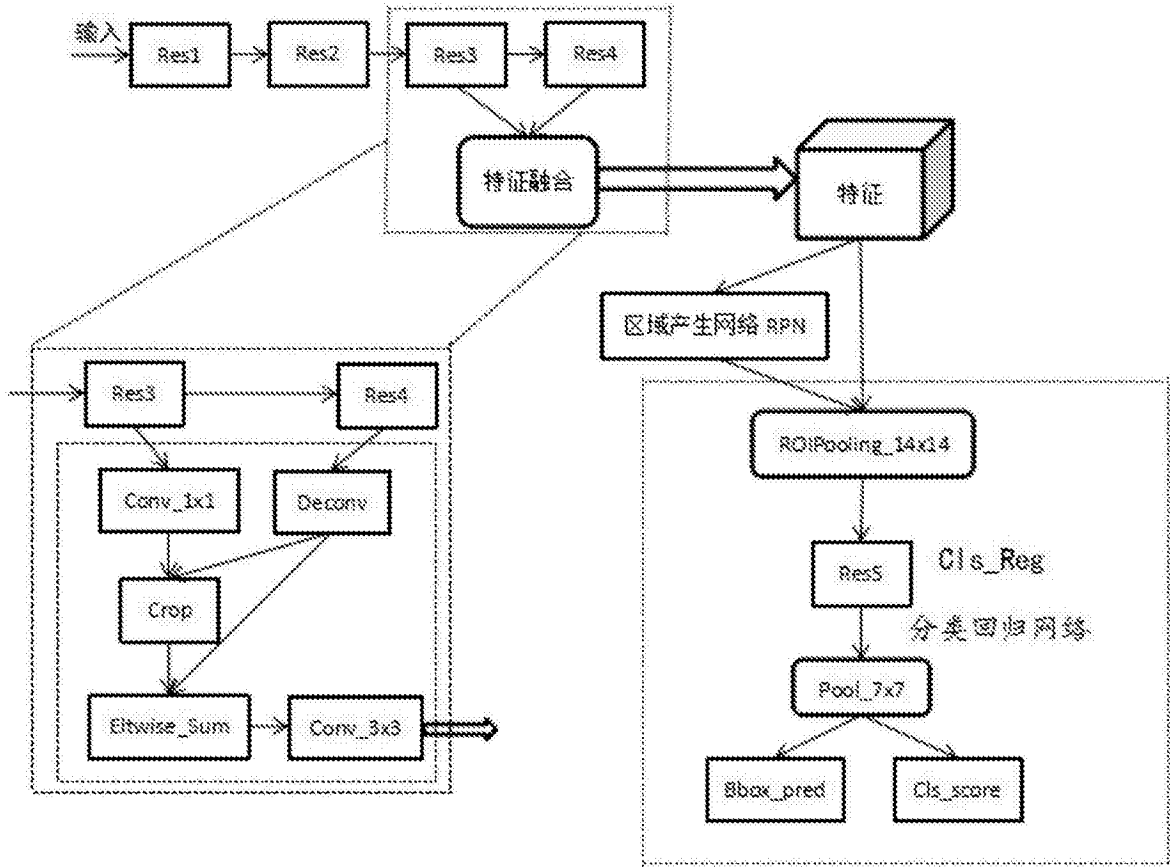 输入
Res1
Res2
Res3
Res4
特征融合
特征
区域产生网络 RPN
Res3
Res4
Conv_1x1
Deconv
Crop
Eltwise_Sum
Conv_3x3
ROIPooling_14x14
Res5
Cls_Reg
分类回归网络
Pool_7x7
Bbox_pred
Cls_score